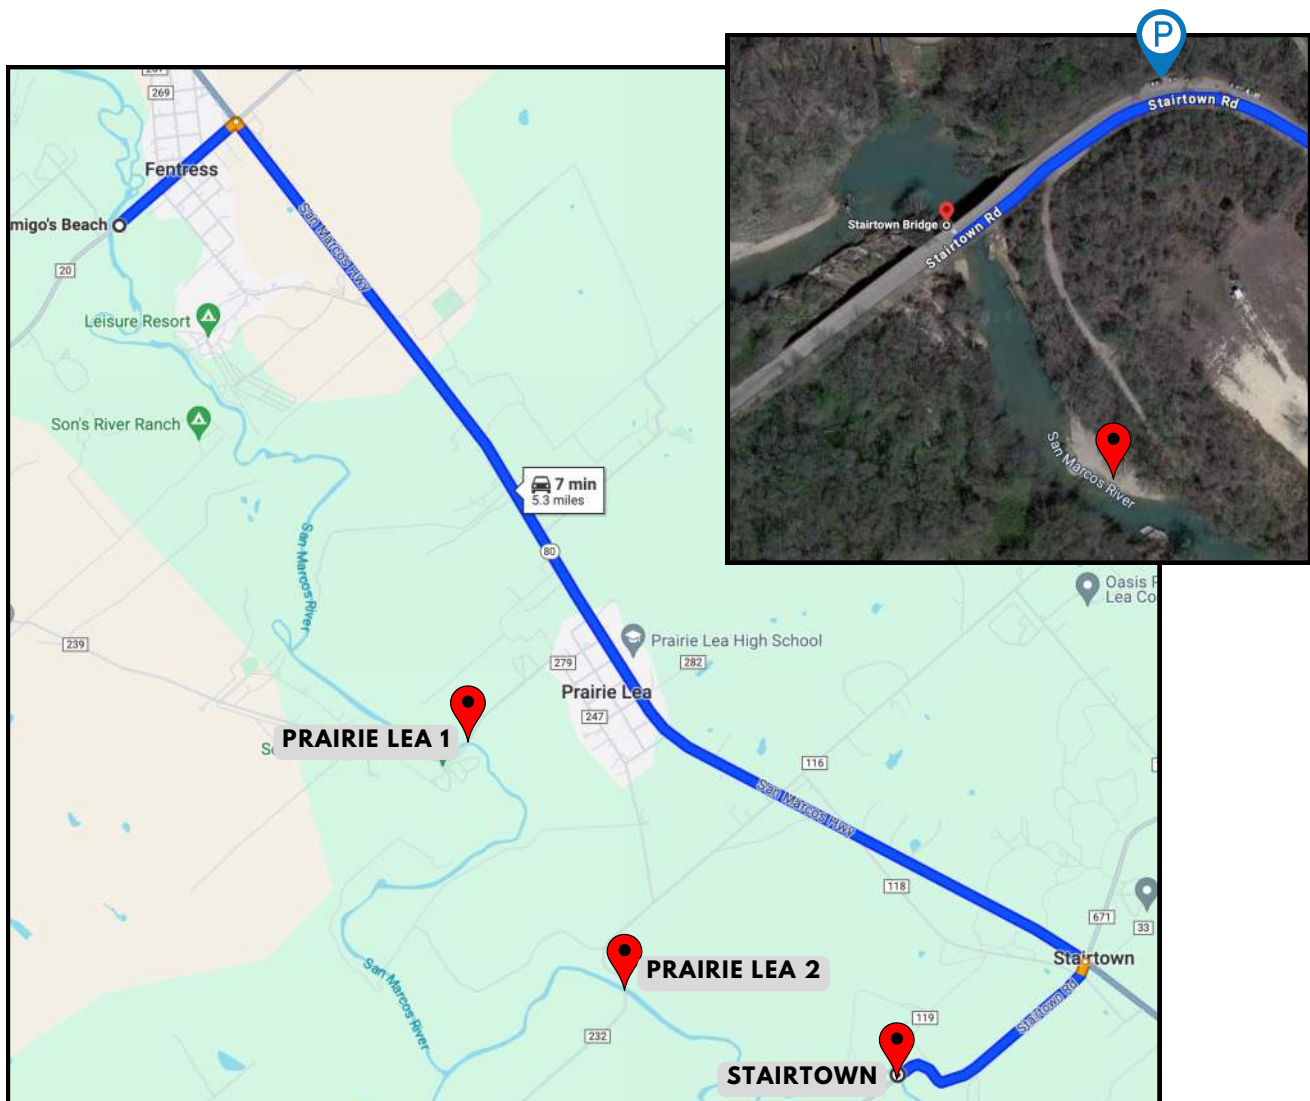 P
Stairtown Rd
Stairtown Bridge
Stairtown Rd
San Marcos River
269
Fentress
migo's Beach
San Marcos Hwy
20
Leisure Resort
Son's River Ranch
7 min
5.3 miles
San Marcos River
80
Oasis
Lea Co
239
Prairie Lea High School
279
282
Prairie Lea
247
PRAIRIE LEA 1
116
San Marcos Hwy
118
671
33
Stairtown
San Marcos River
PRAIRIE LEA 2
Stairtown Rd
119
232
STAIRTOWN